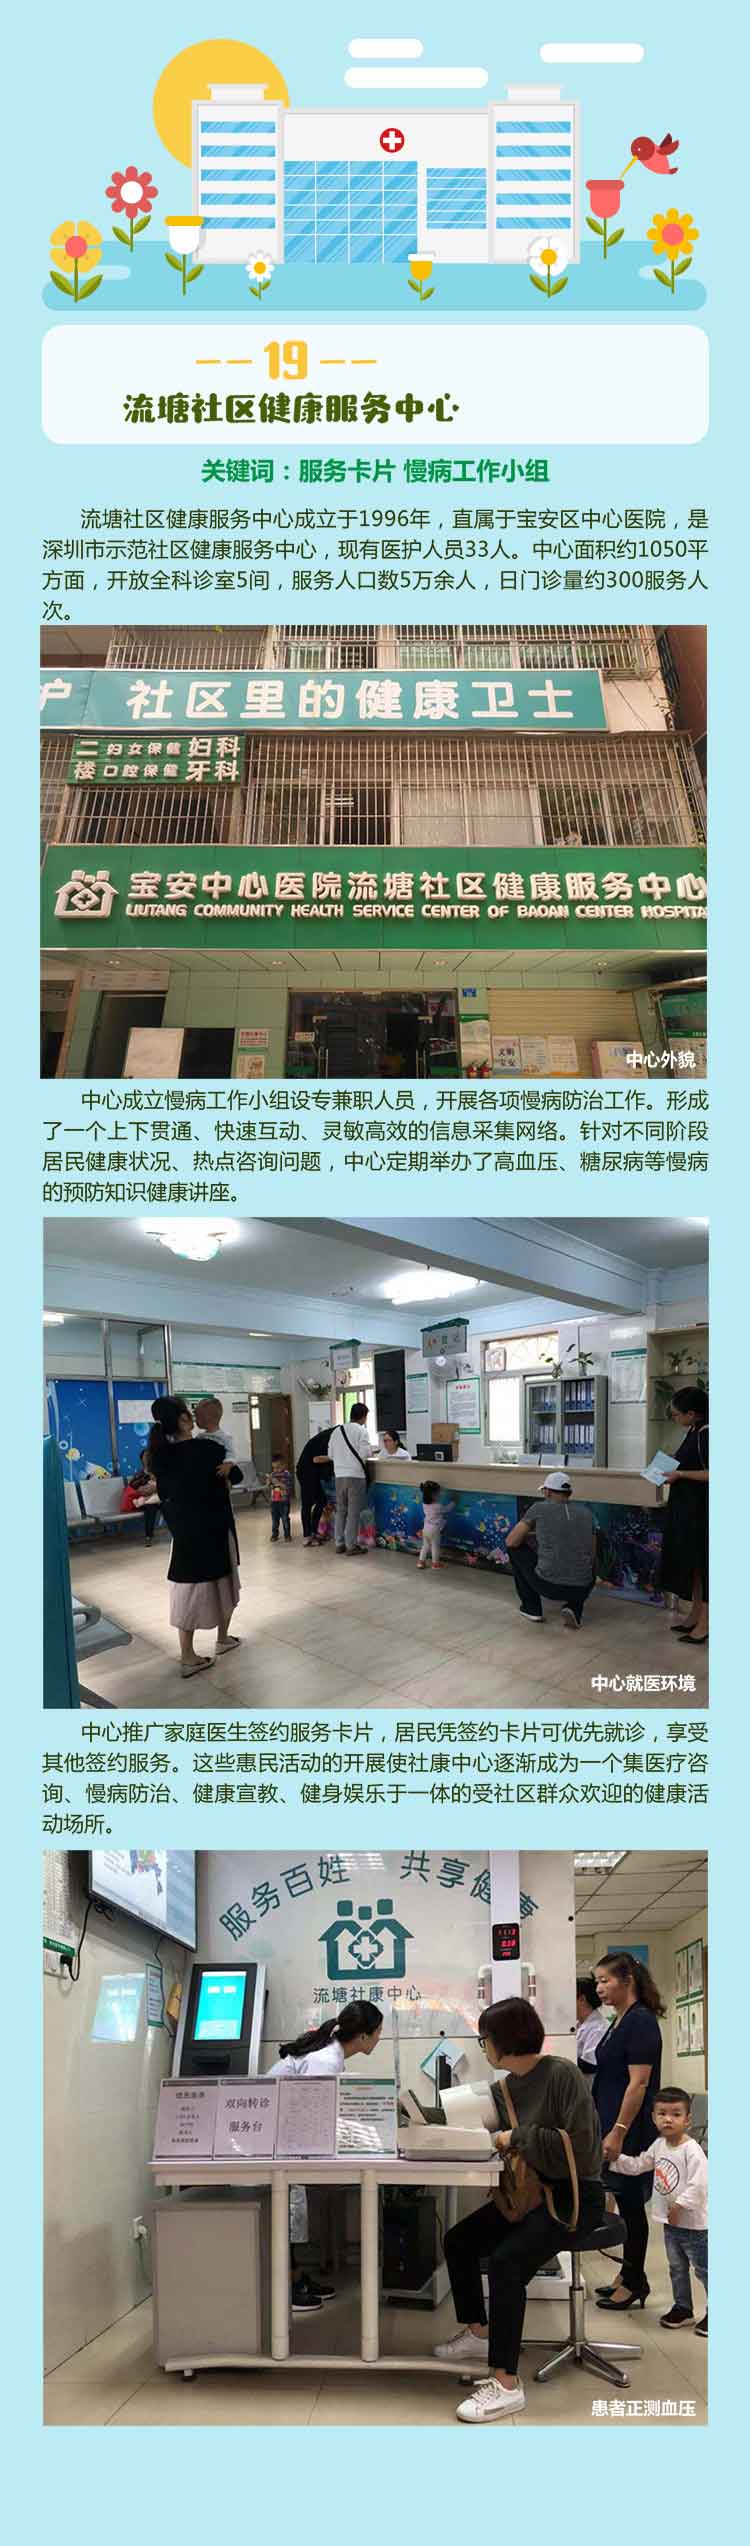 ——19——
流塘社区健康服务中心
关键词：服务卡片 慢病工作小组
流塘社区健康服务中心成立于1996年，直属于宝安区中心医院，是
深圳市示范社区健康服务中心，现有医护人员33人。中心面积约1050平
方面，开放全科诊室5间，服务人口数5万余人，日门诊量约300服务人
次。
护 社区里的健康卫士
二 妇女保健 妇科
楼 口腔保健 牙科
宝安中心医院流塘社区健康服务中心
LIUTANG COMMUNITY HEALTH SERVICE CENTER OF BAOAN CENTER HOSPITA
文明
中心外貌
中心成立慢病工作小组设专兼职人员，开展各项慢病防治工作。形成
了一个上下贯通、快速互动、灵敏高效的信息采集网络。针对不同阶段
居民健康状况、热点咨询问题，中心定期举办了高血压、糖尿病等慢病
的预防知识健康讲座。
中心就医环境
中心推广家庭医生签约服务卡片，居民凭签约卡片可优先就诊，享受
其他签约服务。这些惠民活动的开展使社康中心逐渐成为一个集医疗咨
询、慢病防治、健康宣教、健身娱乐于一体的受社区群众欢迎的健康活
动场所。
服务百姓 共享健康
流塘社康中心
双向转诊
服务台
患者正测血压